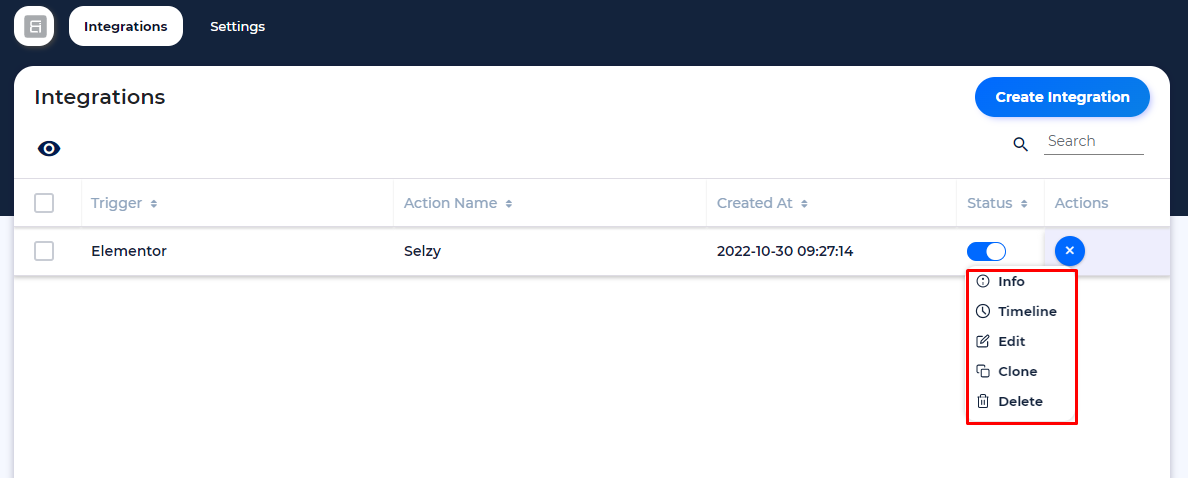 Integrations Settings
Integrations
Create Integration
Search
Trigger Action Name Created At Status Actions
Elementor Selzy 2022-10-30 09:27:14
Info
Timeline
Edit
Clone
Delete